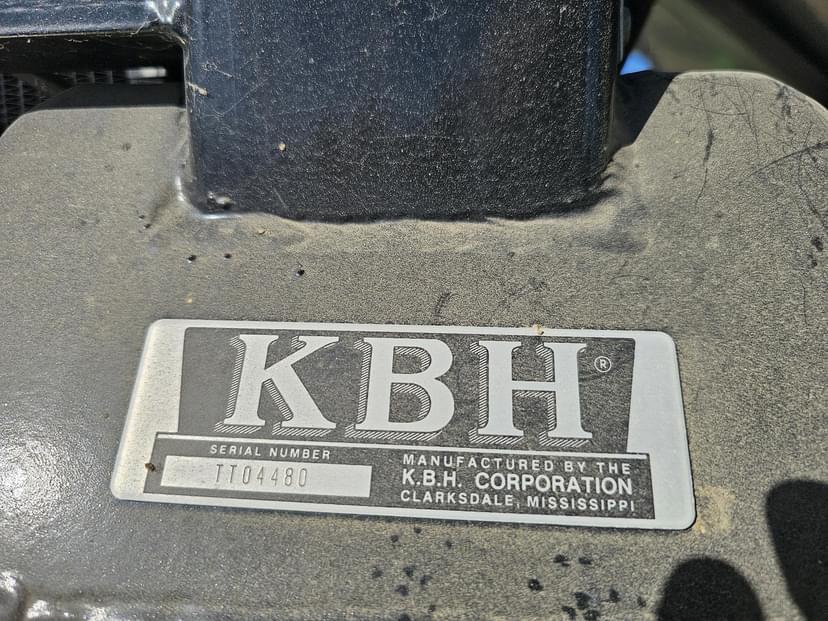 KBH®
SERIAL NUMBER
TT04480
MANUFACTURED BY THE
K.B.H. CORPORATION
CLARKSDALE, MISSISSIPPI